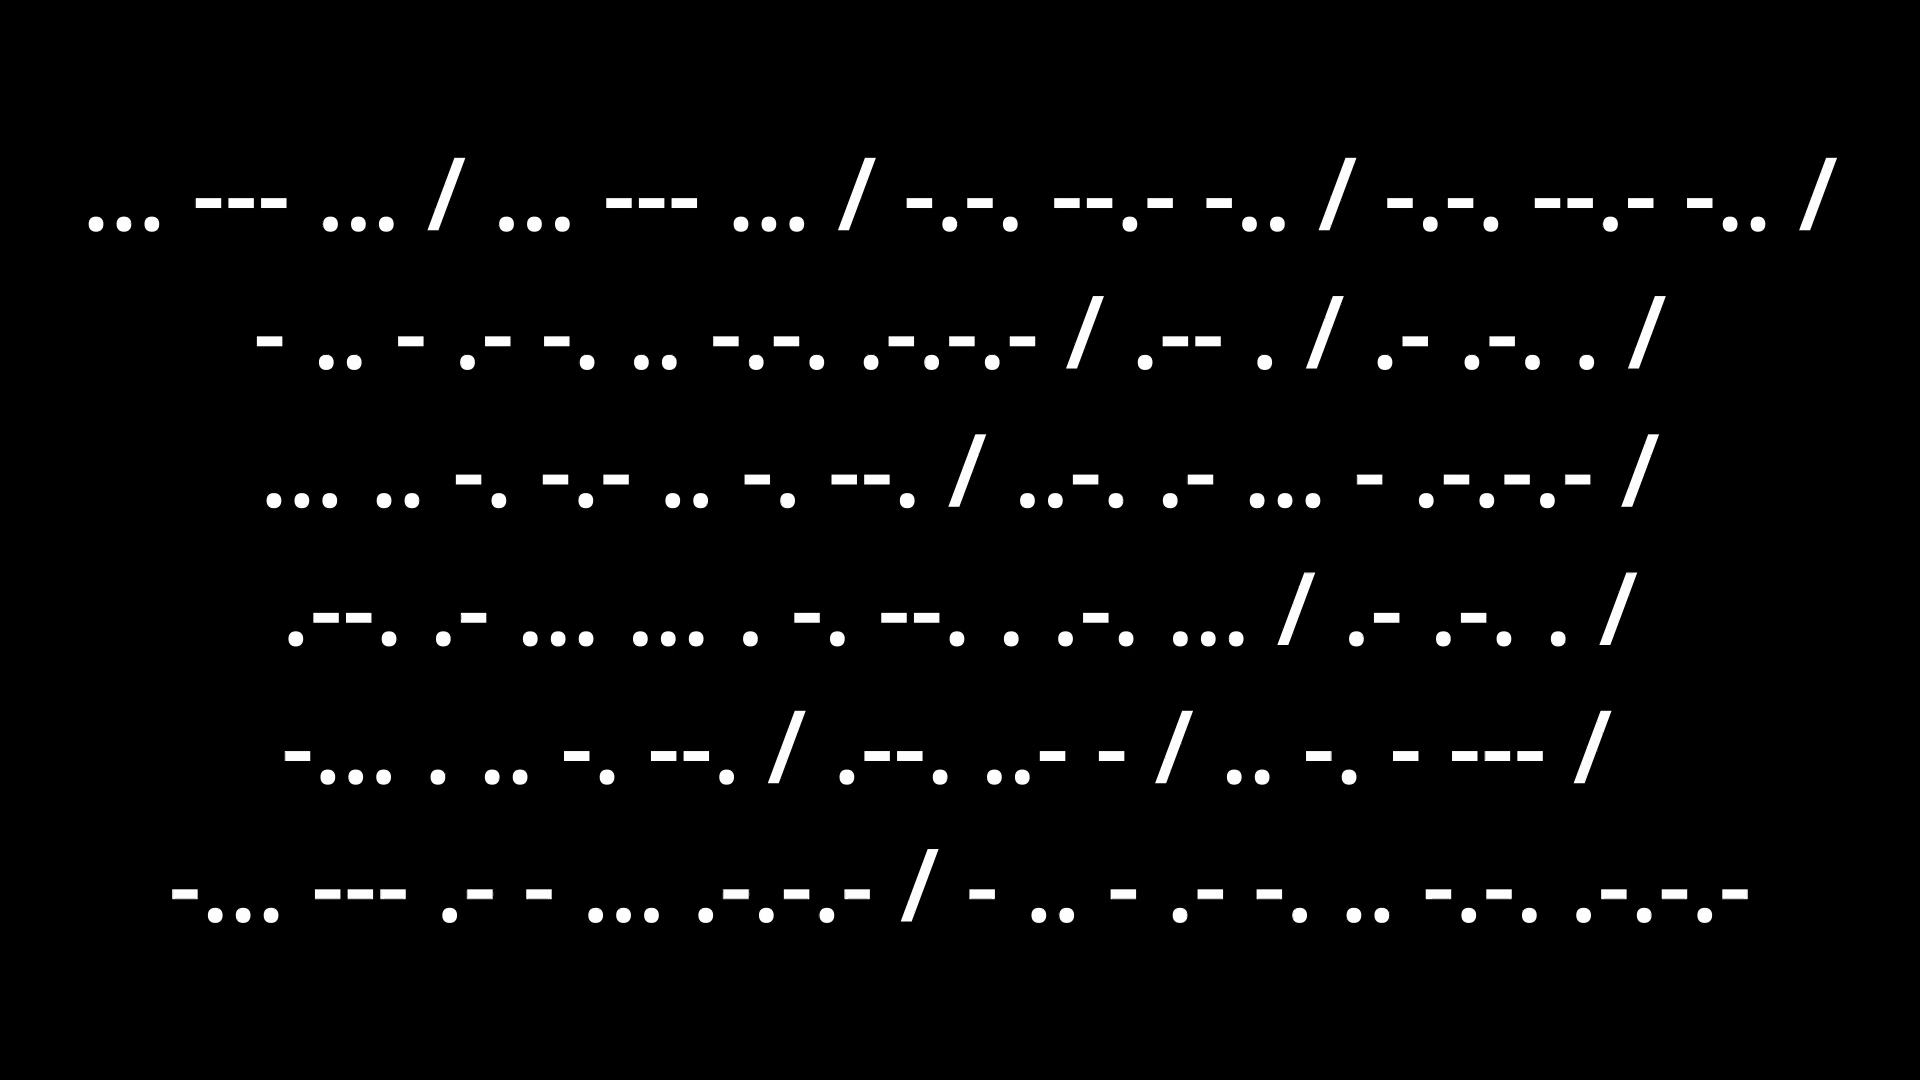 ... --- ... / ... --- ... / -.-. --.- -.. / -.-. --.- -.. /
- .. - .- -. .. -.-. .-.-.- / .-- . / .- .-. . /
... .. -. -.- .. -. --. / ..-. .- ... - .-.-.- /
.--. .- ... ... . -. --. . .-. ... / .- .-. . /
-... . .. -. --. / .--. ..- - / .. -. - --- /
-... --- .- - ... .-.-.- / - .. - .- -. .. -.-. .-.-.-